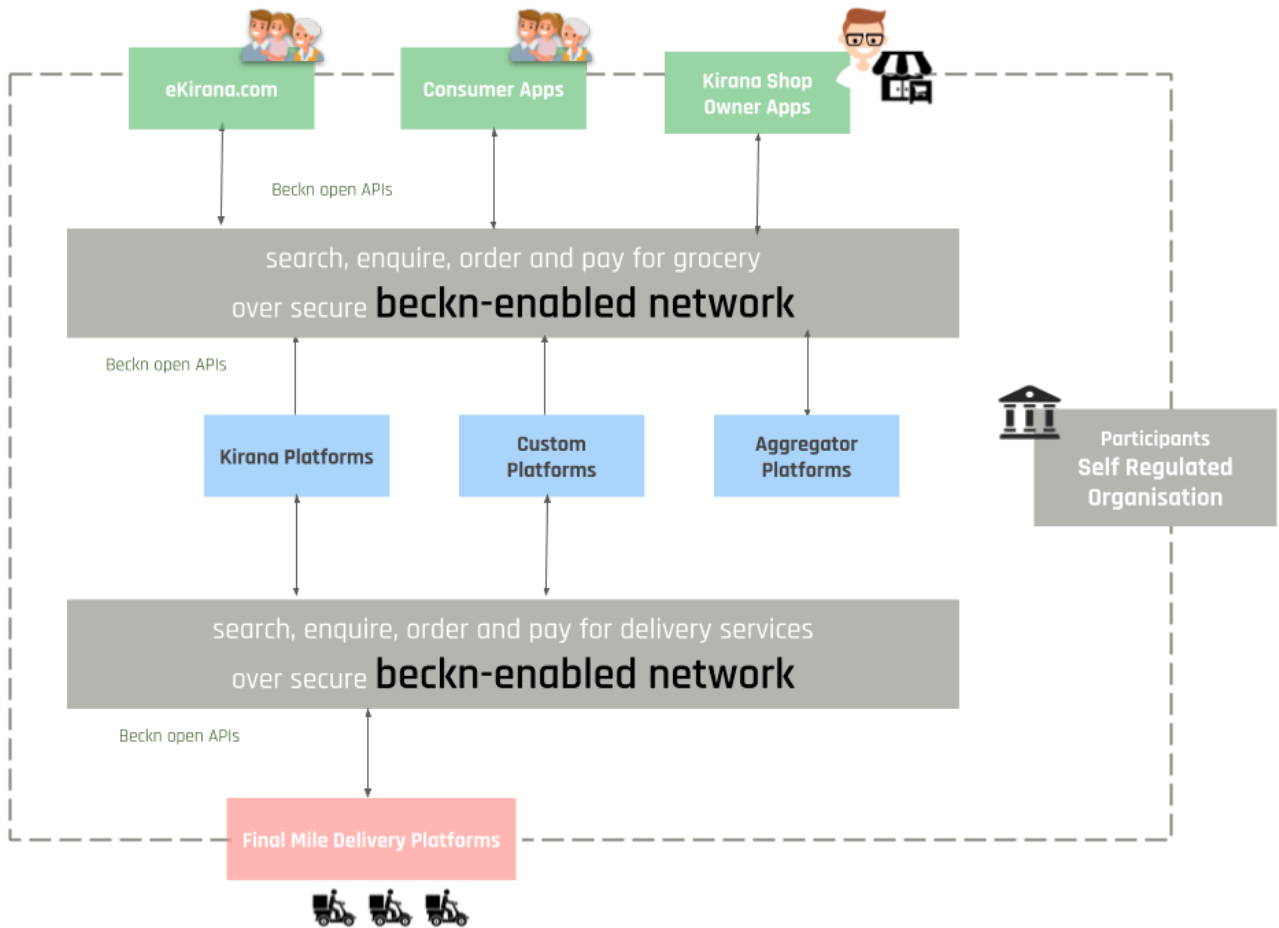 eKirana.com
Consumer Apps
Kirana Shop
Owner Apps
Beckn open APIs
search, enquire, order and pay for grocery
over secure beckn-enabled network
Beckn open APIs
Kirana Platforms
Custom
Platforms
Aggregator
Platforms
Participants
Self Regulated
Organisation
search, enquire, order and pay for delivery services
over secure beckn-enabled network
Beckn open APIs
Final Mile Delivery Platforms